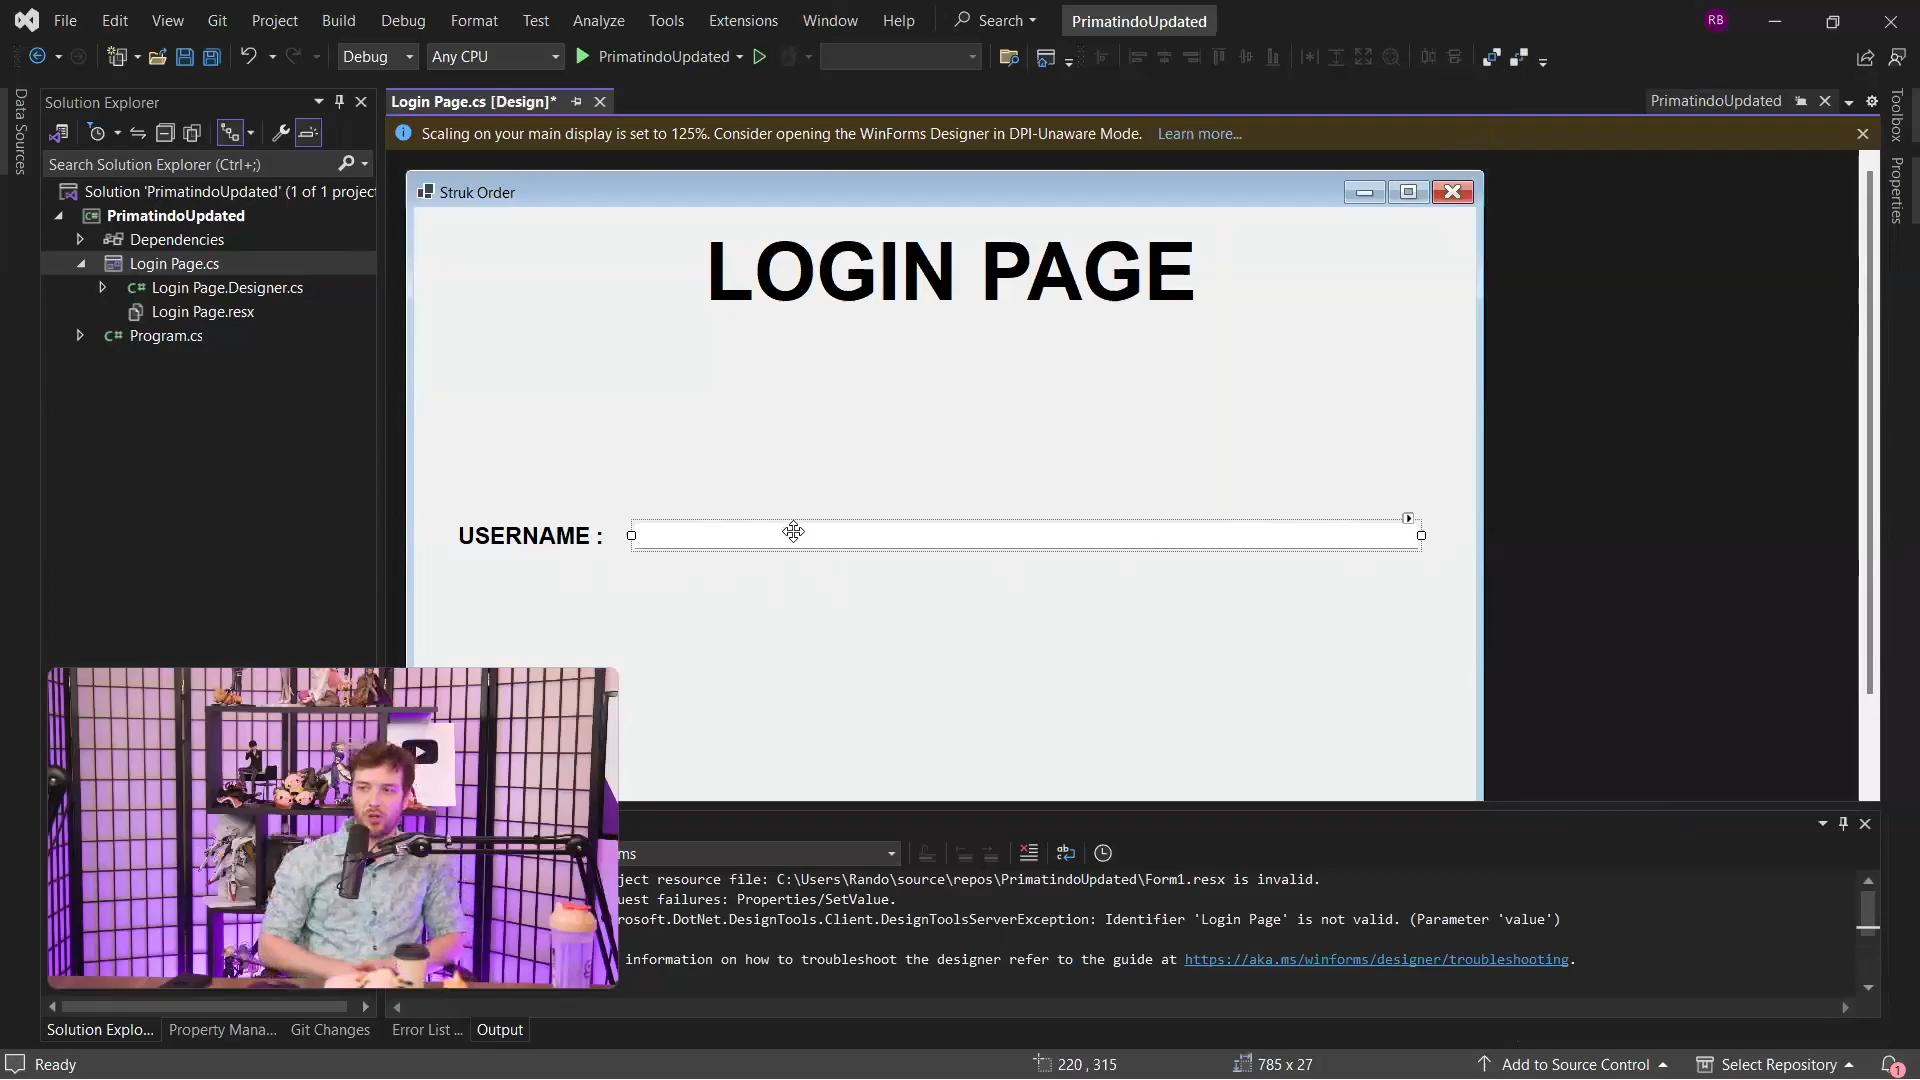 File Edit View Git Project Build Debug Format Test Analyze Tools Extensions Window Help Search PrimatindoUpdated RB
Debug Any CPU PrimatindoUpdated
Data Sources
Solution Explorer
Search Solution Explorer (Ctrl+;)
Solution 'PrimatindoUpdated' (1 of 1 project
PrimatindoUpdated
Dependencies
Login Page.cs
Login Page.Designer.cs
Login Page.resx
Program.cs
Login Page.cs [Design]*
PrimatindoUpdated
Toolbox
Properties
Scaling on your main display is set to 125%. Consider opening the WinForms Designer in DPI-Unaware Mode. Learn more...
Struk Order
LOGIN PAGE
USERNAME :
ms
ject resource file: C:\Users\Rando\source\repos\PrimatindoUpdated\Form1.resx is invalid.
uest failures: Properties/SetValue.
rosoft.DotNet.DesignTools.Client.DesignToolsServerException: Identifier 'Login Page' is not valid. (Parameter 'value')
information on how to troubleshoot the designer refer to the guide at https://aka.ms/winforms/designer/troubleshooting.
Solution Explo... Property Mana... Git Changes Error List ... Output
Ready 220 , 315 785 x 27 Add to Source Control Select Repository 1